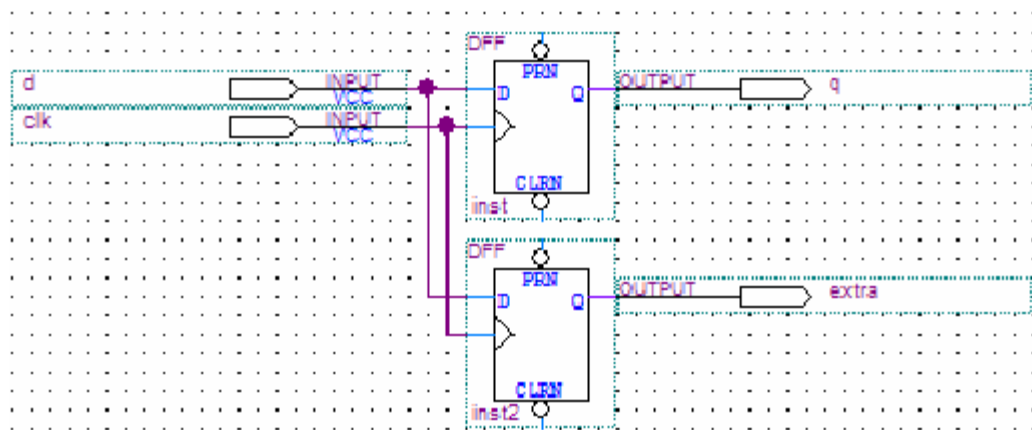 DFF
PRN
d INPUT VCC D Q OUTPUT q
clk INPUT VCC
CLRN
inst
DFF
PRN
D Q OUTPUT extra
CLRN
inst2